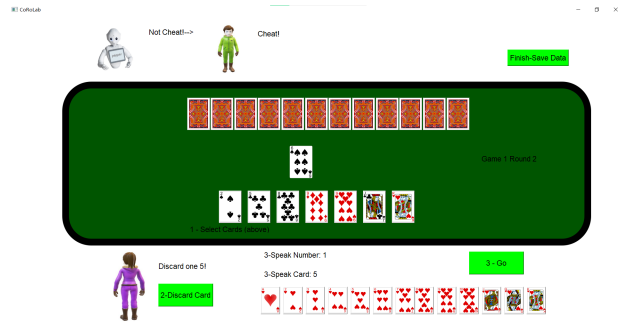 CoRoLab
Not Cheat!-->
Cheat!
Finish-Save Data
Game 1 Round 2
1 - Select Cards (above)
Discard one 5!
2-Discard Card
3-Speak Number: 1
3-Speak Card: 5
3 - Go